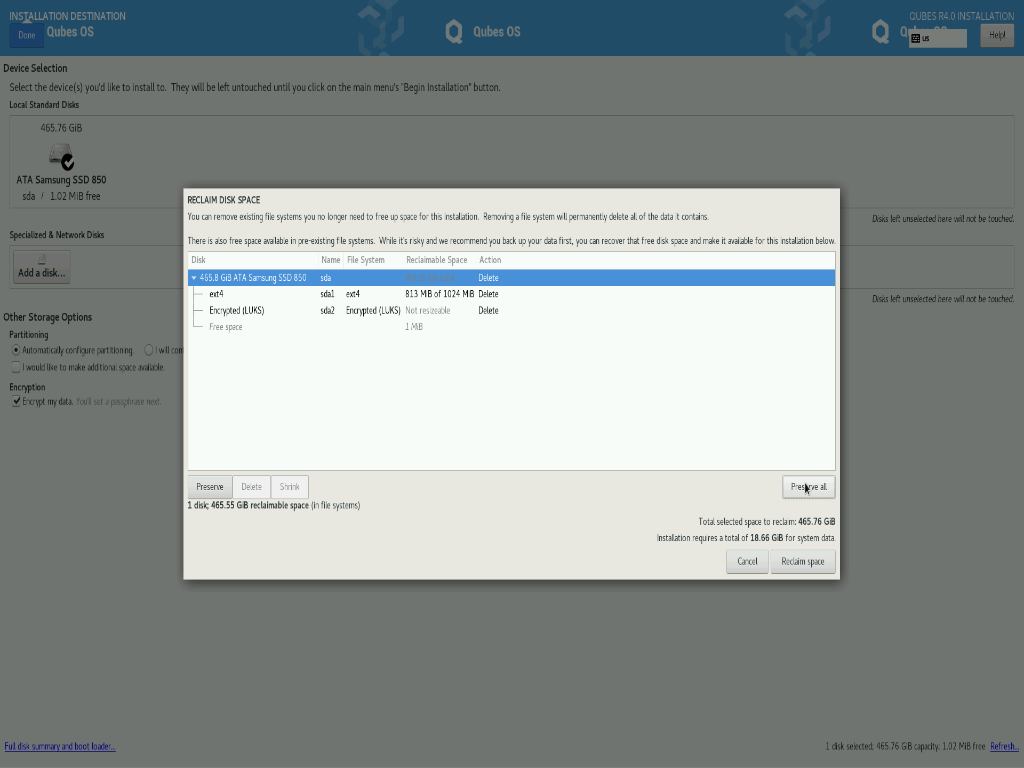 INSTALLATION DESTINATION
QUBES R4.0 INSTALLATION
Done
Qubes OS
Qubes OS
us
Help!
Device Selection
Select the device(s) you'd like to install to. They will be left untouched until you click on the main menu's "Begin Installation" button.
Local Standard Disks
465.76 GiB
ATA Samsung SSD 850
sda / 1.02 MiB free
Disks left unselected here will not be touched.
Specialized & Network Disks
Add a disk...
Disks left unselected here will not be touched.
Other Storage Options
Partitioning
Automatically configure partitioning. I will con
I would like to make additional space available.
Encryption
Encrypt my data. You'll set a passphrase next.
RECLAIM DISK SPACE
You can remove existing file systems you no longer need to free up space for this installation. Removing a file system will permanently delete all of the data it contains.
There is also free space available in pre-existing file systems. While it's risky and we recommend you back up your data first, you can recover that free disk space and make it available for this installation below.
Disk Name File System Reclaimable Space Action
465.8 GiB ATA Samsung SSD 850 sda Delete
ext4 sda1 ext4 813 MiB of 1024 MiB Delete
Encrypted (LUKS) sda2 Encrypted (LUKS) Not resizeable Delete
Free space 1 MiB
Preserve Delete Shrink Preserve all
1 disk; 465.55 GiB reclaimable space (in file systems)
Total selected space to reclaim: 465.76 GiB
Installation requires a total of 18.66 GiB for system data.
Cancel Reclaim space
Full disk summary and boot loader...
1 disk selected; 465.76 GiB capacity; 1.02 MiB free Refresh...